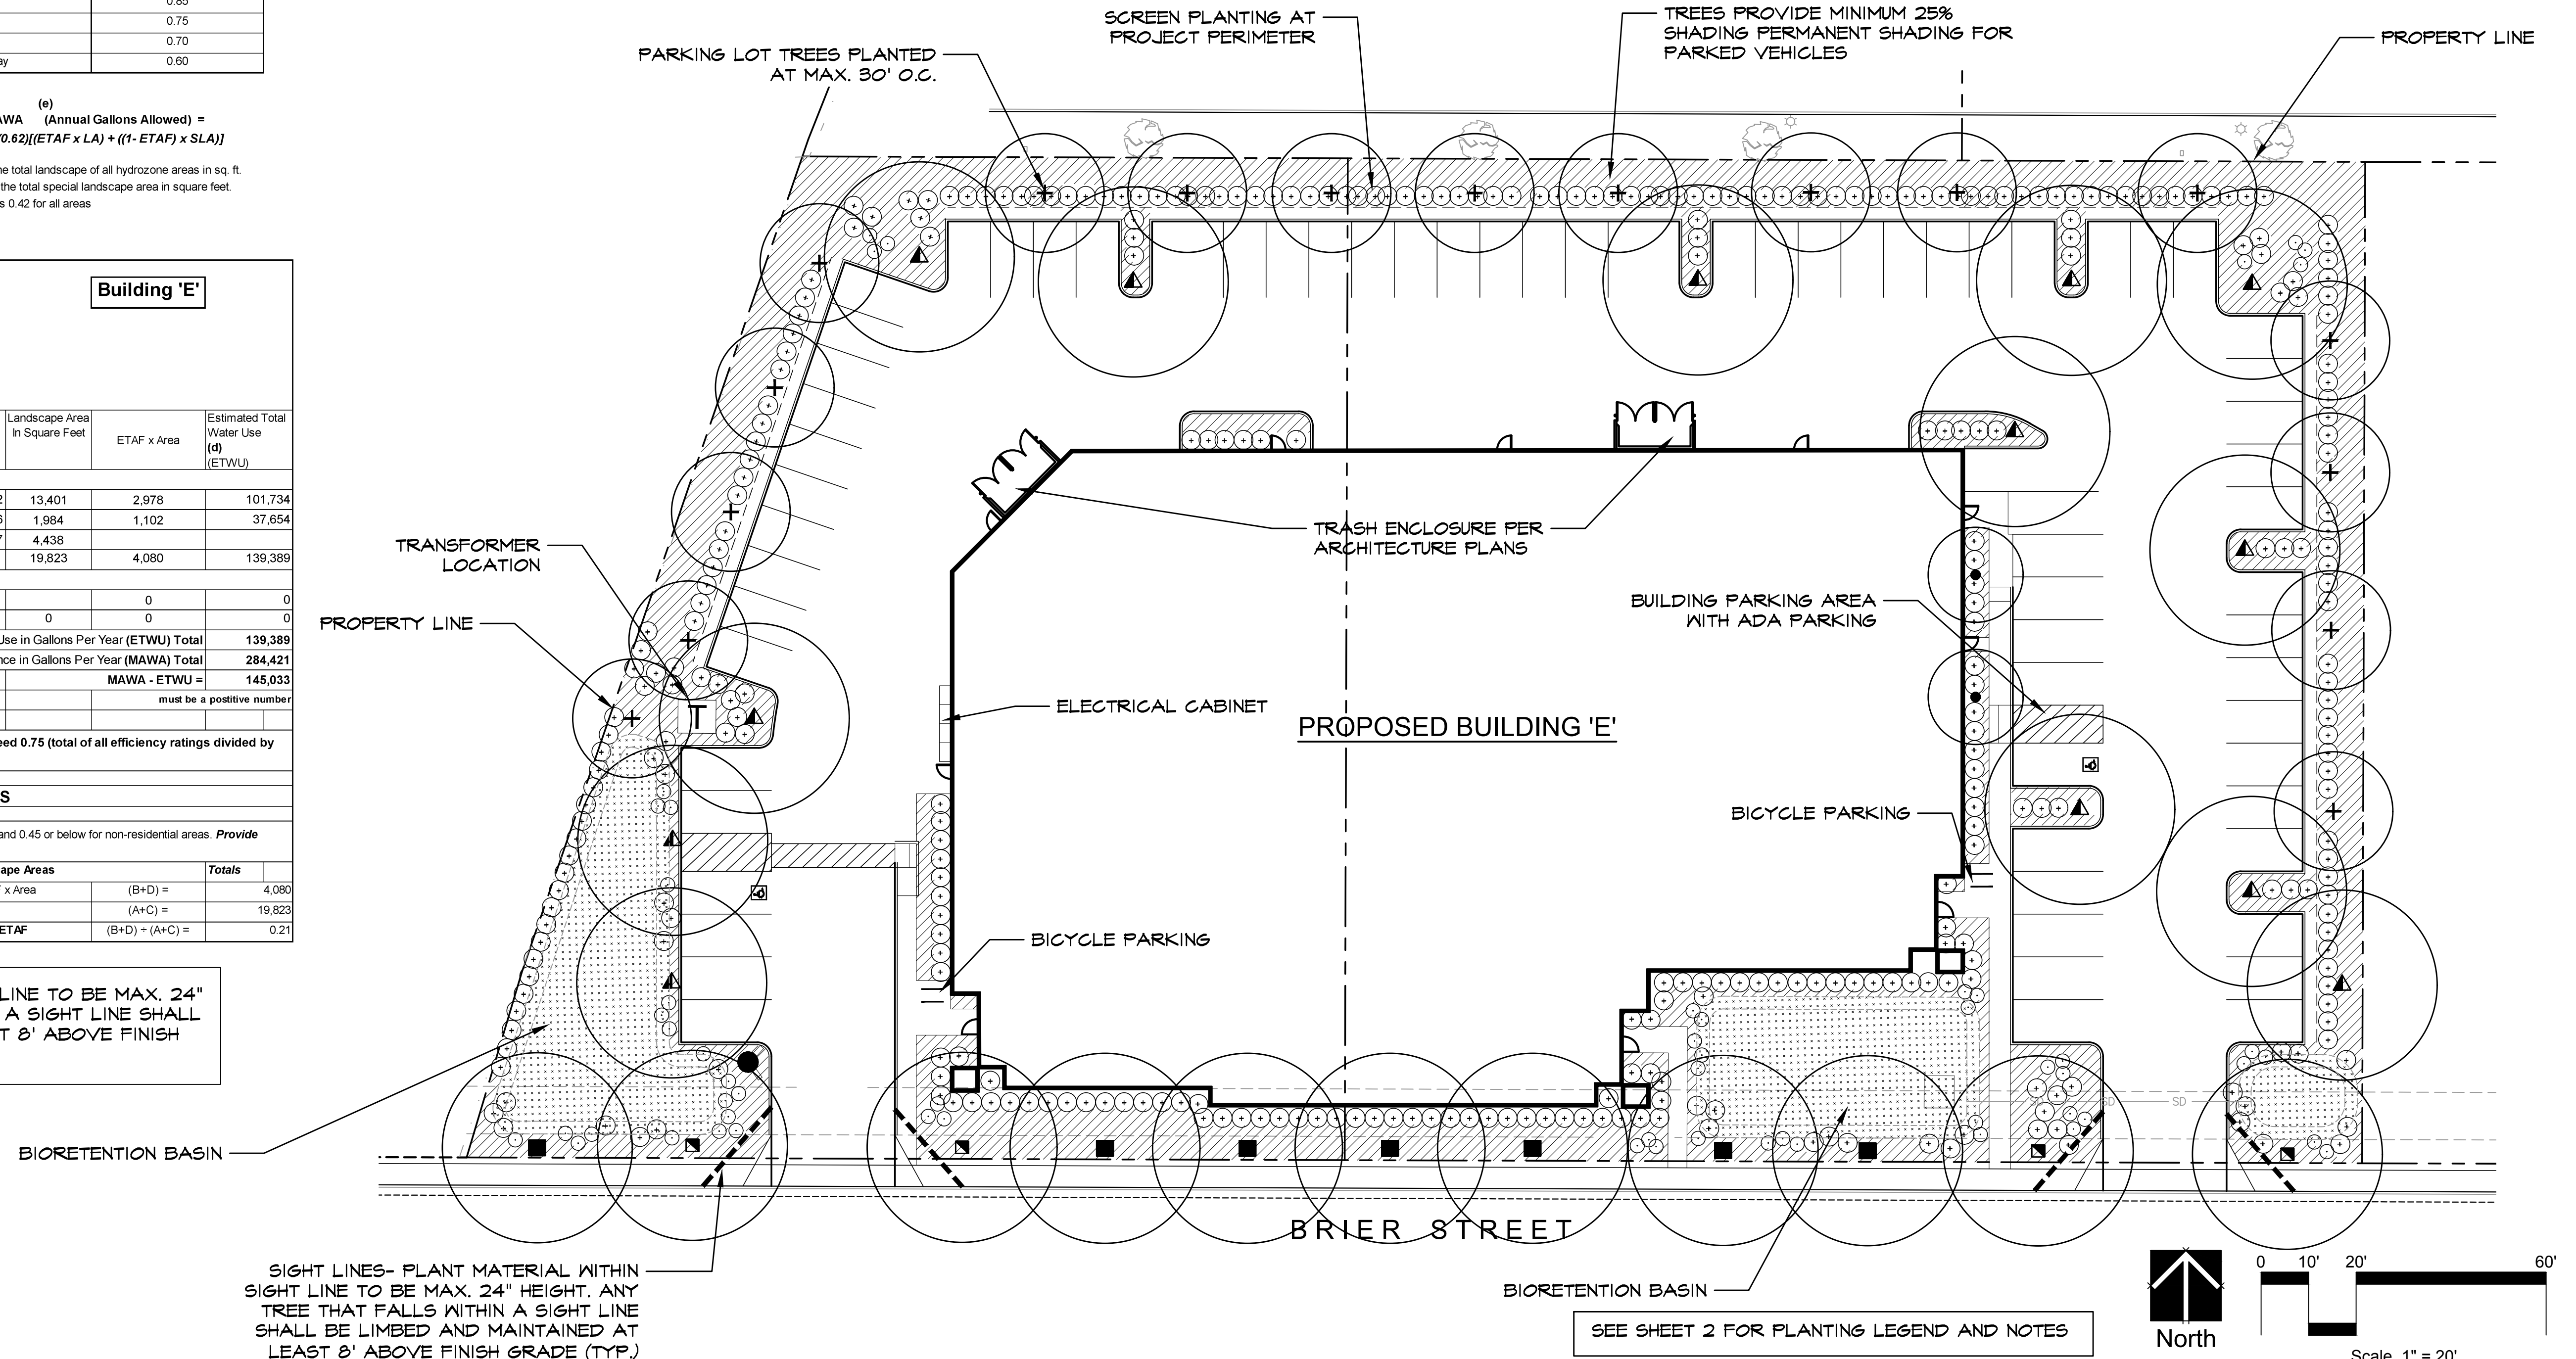 0.85
0.75
0.70
0.60
(e)
(Annual Gallons Allowed) =
0.62)[(ETAF x LA) + ((1- ETAF) x SLA)]
the total landscape of all hydrozone areas in sq. ft.
the total special landscape area in square feet.
0.42 for all areas
Building 'E'
Landscape Area
In Square Feet
ETAF x Area
Estimated Total
Water Use
(d)
(ETWU)
13,401 2,978 101,734
1,984 1,102 37,654
4,438
19,823 4,080 139,389
0 0
0 0 0
Use in Gallons Per Year (ETWU) Total 139,389
nce in Gallons Per Year (MAWA) Total 284,421
MAWA - ETWU = 145,033
must be a postitive number
eed 0.75 (total of all efficiency ratings divided by
S
and 0.45 or below for non-residential areas. Provide
ape Areas Totals
x Area (B+D) = 4,080
(A+C) = 19,823
ETAF (B+D) ÷ (A+C) = 0.21
LINE TO BE MAX. 24"
A SIGHT LINE SHALL
T 8' ABOVE FINISH
PARKING LOT TREES PLANTED
AT MAX. 30' O.C.
SCREEN PLANTING AT
PROJECT PERIMETER
TREES PROVIDE MINIMUM 25%
SHADING PERMANENT SHADING FOR
PARKED VEHICLES
PROPERTY LINE
TRANSFORMER
LOCATION
PROPERTY LINE
T
TRASH ENCLOSURE PER
ARCHITECTURE PLANS
BUILDING PARKING AREA
WITH ADA PARKING
ELECTRICAL CABINET
PROPOSED BUILDING 'E'
BICYCLE PARKING
BICYCLE PARKING
SD
SD
BIORETENTION BASIN
BRIER STREET
SIGHT LINES- PLANT MATERIAL WITHIN
SIGHT LINE TO BE MAX. 24" HEIGHT. ANY
TREE THAT FALLS WITHIN A SIGHT LINE
SHALL BE LIMBED AND MAINTAINED AT
LEAST 8' ABOVE FINISH GRADE (TYP.)
BIORETENTION BASIN
SEE SHEET 2 FOR PLANTING LEGEND AND NOTES
North
0 10' 20' 60'
Scale 1" = 20'